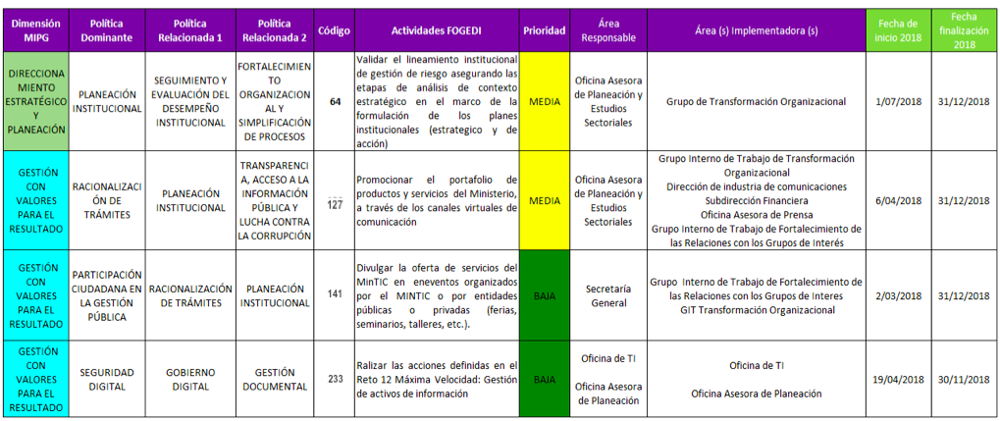 Dimensión
MIPG
Política
Dominante
Política
Relacionada 1
Política
Relacionada 2
Código
Actividades FOGEDI
Prioridad
Área
Responsable
Área (s) Implementadora (s)
Fecha de
inicio 2018
Fecha
finalización
2018
DIRECCIONA
MIENTO
ESTRATÉGICO
Y
PLANEACIÓN
PLANEACIÓN
INSTITUCIONAL
SEGUIMIENTO Y
EVALUACIÓN DEL
DESEMPEÑO
INSTITUCIONAL
FORTALECIMIEN
TO
ORGANIZACION
AL Y
SIMPLIFICACIÓN
DE PROCESOS
64
Validar el lineamiento institucional
de gestión de riesgo asegurando las
etapas de análisis de contexto
estratégico en el marco de la
formulación de los planes
institucionales (estrategico y de
acción)
MEDIA
Oficina Asesora
de Planeación y
Estudios
Sectoriales
Grupo de Transformación Organizacional
1/07/2018
31/12/2018
GESTIÓN
CON
VALORES
PARA EL
RESULTADO
RACIONALIZACI
ÓN DE
TRÁMITES
PLANEACIÓN
INSTITUCIONAL
TRANSPARENCI
A, ACCESO A LA
INFORMACIÓN
PÚBLICA Y
LUCHA CONTRA
LA CORRUPCIÓN
127
Promocionar el portafolio de
productos y servicios del Ministerio,
a través de los canales virtuales de
comunicación
MEDIA
Oficina Asesora
de Planeación y
Estudios
Sectoriales
Grupo Interno de Trabajo de Transformación
Organizacional
Dirección de industria de comunicaciones
Subdirección Financiera
Oficina Asesora de Prensa
Grupo Interno de Trabajo de Fortalecimiento de
las Relaciones con los Grupos de Interés
6/04/2018
31/12/2018
GESTIÓN
CON
VALORES
PARA EL
RESULTADO
PARTICIPACIÓN
CIUDADANA EN
LA GESTIÓN
PÚBLICA
RACIONALIZACIÓN
DE TRÁMITES
PLANEACIÓN
INSTITUCIONAL
141
Divulgar la oferta de servicios del
MinTIC en eneventos organizados
por el MINTIC o por entidades
públicas o privadas (ferias,
seminarios, talleres, etc.).
BAJA
Secretaría
General
Grupo Interno de Trabajo de Fortalecimiento de
las Relaciones con los Grupos de Interes
GIT Transformación Organizacional
2/03/2018
31/12/2018
GESTIÓN
CON
VALORES
PARA EL
RESULTADO
SEGURIDAD
DIGITAL
GOBIERNO
DIGITAL
GESTIÓN
DOCUMENTAL
233
Ralizar las acciones definidas en el
Reto 12 Máxima Velocidad: Gestión
de activos de información
BAJA
Oficina de TI
Oficina Asesora
de Planeación
Oficina de TI
Oficina Asesora de Planeación
19/04/2018
30/11/2018